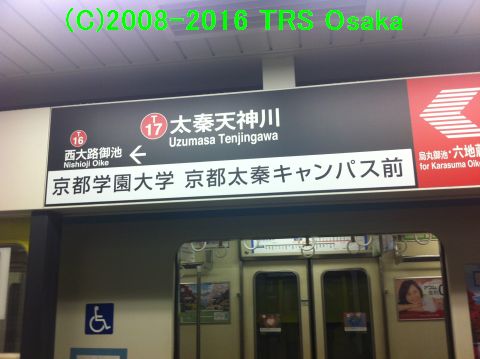 (C)2008-2016 TRS Osaka
T
17
太秦天神川
Uzumasa Tenjingawa
T
16
西大路御池
Nishioji Oike
←
烏丸御池・六地蔵
for Karasuma Oike
京都学園大学 京都太秦キャンパス前